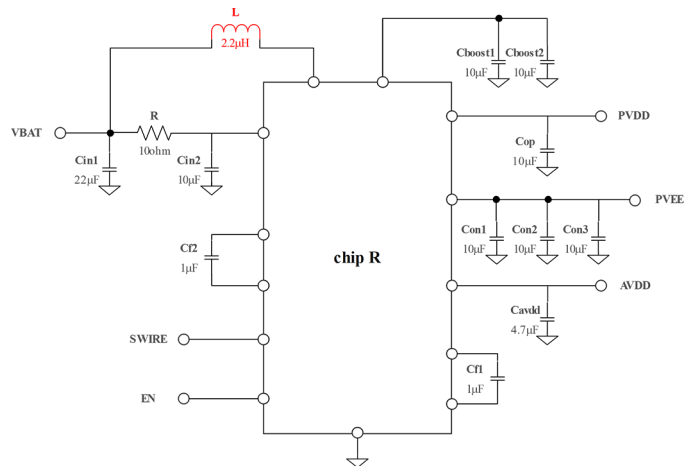 L
2.2μH
Cboost1 Cboost2
10μF 10μF
R
VBAT
10ohm
PVDD
Cop
10μF
Cin1 Cin2
22μF 10μF
PVEE
Con1 Con2 Con3
10μF 10μF 10μF
Cf2
1μF
chip R
AVDD
Cavdd
4.7μF
SWIRE
Cf1
1μF
EN